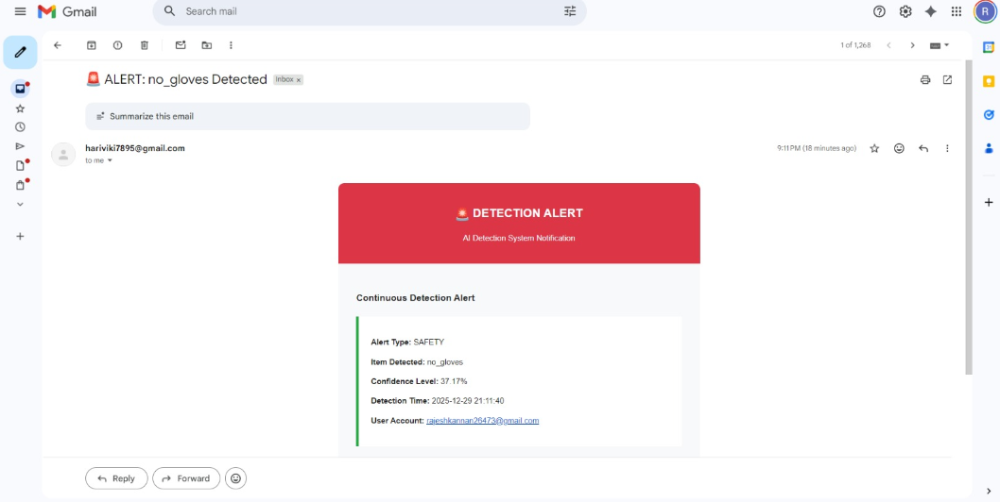 Gmail
Search mail
R
1 of 1,268
🚨 ALERT: no_gloves Detected Inbox x
Summarize this email
hariviki7895@gmail.com
9:11 PM (18 minutes ago)
to me
🚨 DETECTION ALERT
AI Detection System Notification
Continuous Detection Alert
Alert Type: SAFETY
Item Detected: no_gloves
Confidence Level: 37.17%
Detection Time: 2025-12-29 21:11:40
User Account: rajeshkannan26473@gmail.com
Reply
Forward